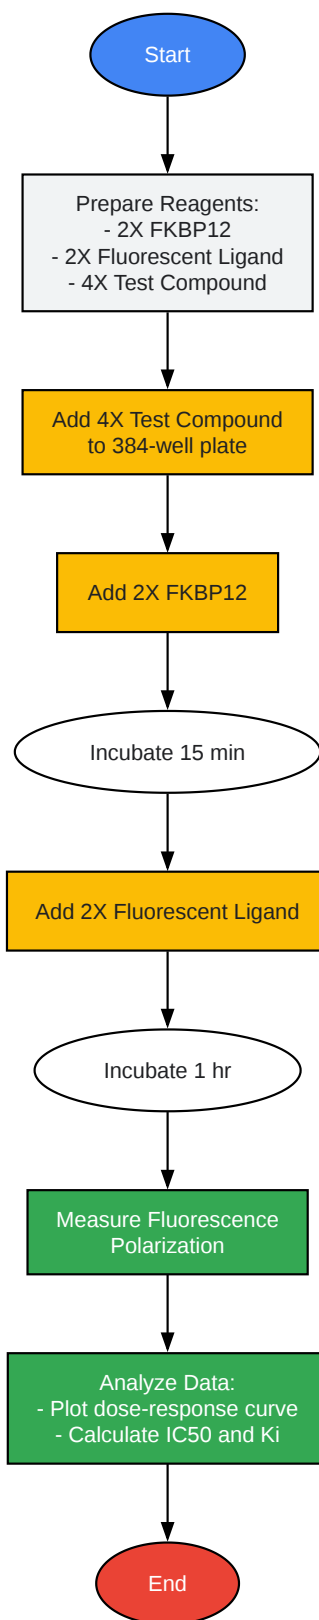 Start
Prepare Reagents:
- 2X FKBP12
- 2X Fluorescent Ligand
- 4X Test Compound
Add 4X Test Compound
to 384-well plate
Add 2X FKBP12
Incubate 15 min
Add 2X Fluorescent Ligand
Incubate 1 hr
Measure Fluorescence
Polarization
Analyze Data:
- Plot dose-response curve
- Calculate IC50 and Ki
End